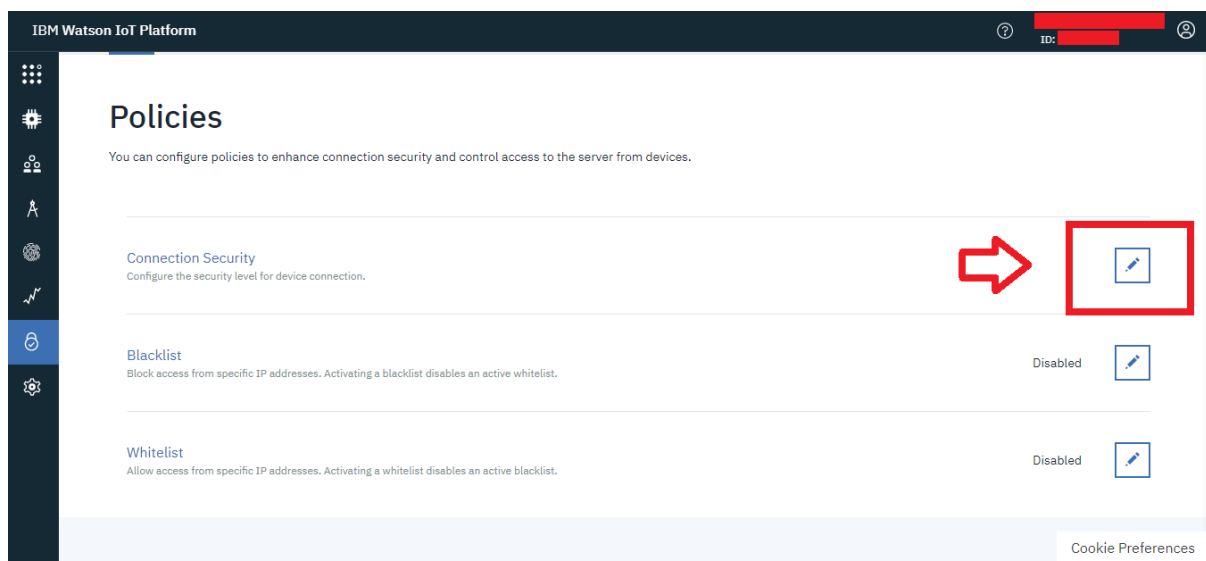 IBM Watson IoT Platform
ID:
Policies
You can configure policies to enhance connection security and control access to the server from devices.
Connection Security
Configure the security level for device connection.
Blacklist
Block access from specific IP addresses. Activating a blacklist disables an active whitelist.
Disabled
Whitelist
Allow access from specific IP addresses. Activating a whitelist disables an active blacklist.
Disabled
Cookie Preferences